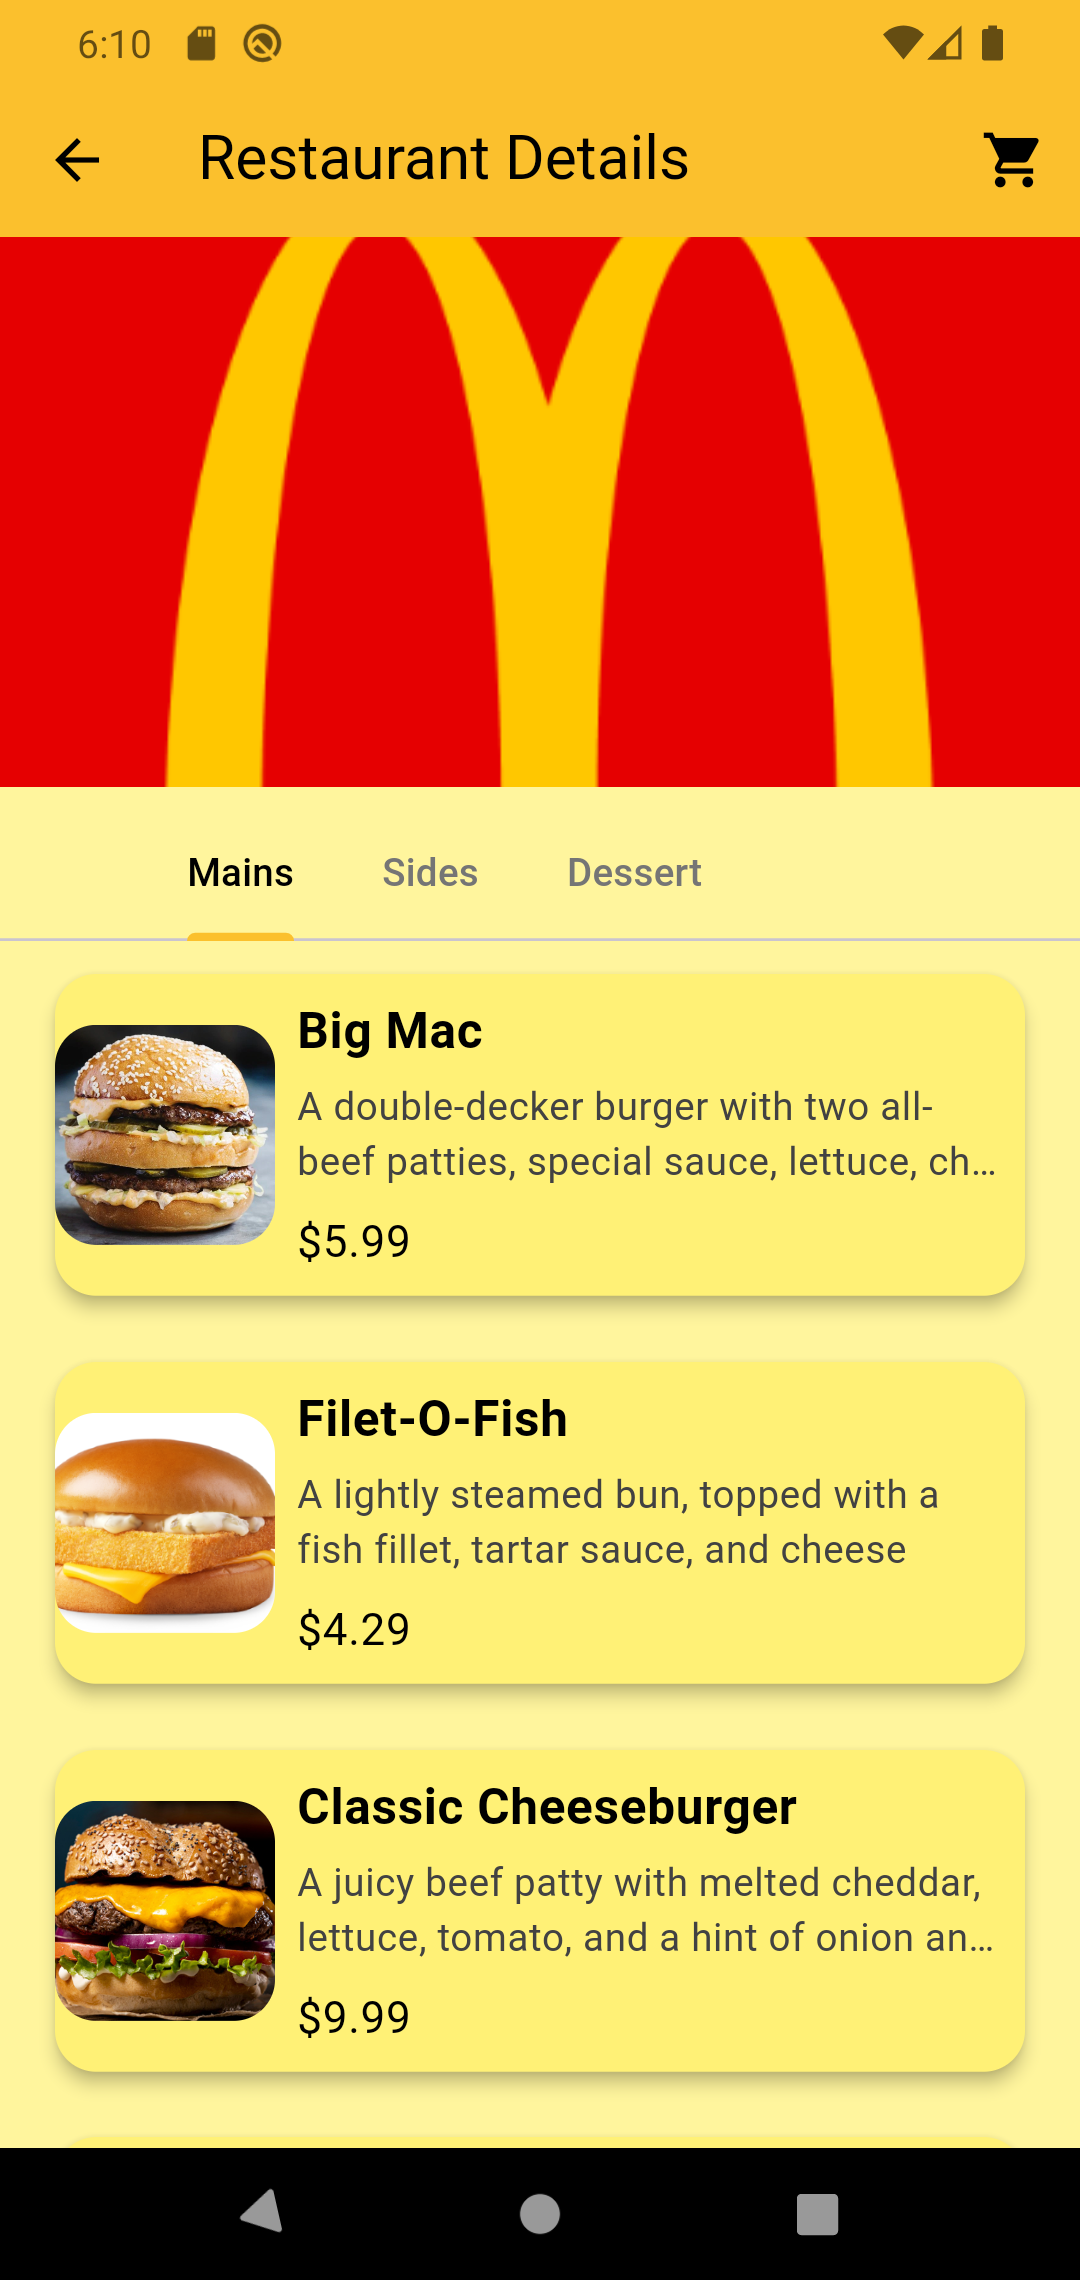 6:10
Restaurant Details
Mains Sides Dessert
Big Mac
A double-decker burger with two all-
beef patties, special sauce, lettuce, ch…
$5.99
Filet-O-Fish
A lightly steamed bun, topped with a
fish fillet, tartar sauce, and cheese
$4.29
Classic Cheeseburger
A juicy beef patty with melted cheddar,
lettuce, tomato, and a hint of onion an…
$9.99